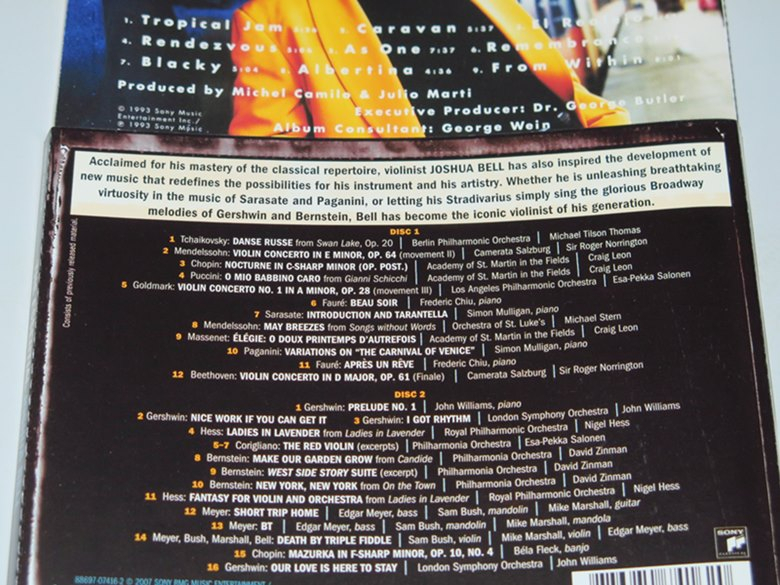 1. Tropical Jam 5:26 2. Caravan 5:37 3. El
4. Rendezvous 5:05 5. As One 7:37 6. Remembrance
7. Blacky 5:04 8. Albertina 4:36 9. From Within
Produced by Michel Camilo & Julio Marti
© 1993 Sony Music
Entertainment Inc./
℗ 1993 Sony Music
Executive Producer: Dr. George Butler
Album Consultant: George Wein
Acclaimed for his mastery of the classical repertoire, violinist JOSHUA BELL has also inspired the development of
new music that redefines the possibilities for his instrument and his artistry. Whether he is unleashing breathtaking
virtuosity in the music of Sarasate and Paganini, or letting his Stradivarius simply sing the glorious Broadway
melodies of Gershwin and Bernstein, Bell has become the iconic violinist of his generation.
Consists of previously released material.
DISC 1
1 Tchaikovsky: DANSE RUSSE from Swan Lake, Op. 20 | Berlin Philharmonic Orchestra | Michael Tilson Thomas
2 Mendelssohn: VIOLIN CONCERTO IN E MINOR, OP. 64 (movement II) | Camerata Salzburg | Sir Roger Norrington
3 Chopin: NOCTURNE IN C-SHARP MINOR (OP. POST.) | Academy of St. Martin in the Fields | Craig Leon
4 Puccini: O MIO BABBINO CARO from Gianni Schicchi | Academy of St. Martin in the Fields | Craig Leon
5 Goldmark: VIOLIN CONCERTO NO. 1 IN A MINOR, OP. 28 (movement III) | Los Angeles Philharmonic Orchestra | Esa-Pekka Salonen
6 Fauré: BEAU SOIR | Frederic Chiu, piano
7 Sarasate: INTRODUCTION AND TARANTELLA | Simon Mulligan, piano
8 Mendelssohn: MAY BREEZES from Songs without Words | Orchestra of St. Luke's | Michael Stern
9 Massenet: ÉLÉGIE: O DOUX PRINTEMPS D'AUTREFOIS | Academy of St. Martin in the Fields | Craig Leon
10 Paganini: VARIATIONS ON "THE CARNIVAL OF VENICE" | Simon Mulligan, piano
11 Fauré: APRÈS UN RÊVE | Frederic Chiu, piano
12 Beethoven: VIOLIN CONCERTO IN D MAJOR, OP. 61 (Finale) | Camerata Salzburg | Sir Roger Norrington
DISC 2
1 Gershwin: PRELUDE NO. 1 | John Williams, piano
2 Gershwin: NICE WORK IF YOU CAN GET IT 3 Gershwin: I GOT RHYTHM | London Symphony Orchestra | John Williams
4 Hess: LADIES IN LAVENDER from Ladies in Lavender | Royal Philharmonic Orchestra | Nigel Hess
5–7 Corigliano: THE RED VIOLIN (excerpts) | Philharmonia Orchestra | Esa-Pekka Salonen
8 Bernstein: MAKE OUR GARDEN GROW from Candide | Philharmonia Orchestra | David Zinman
9 Bernstein: WEST SIDE STORY SUITE (excerpt) | Philharmonia Orchestra | David Zinman
10 Bernstein: NEW YORK, NEW YORK from On the Town | Philharmonia Orchestra | David Zinman
11 Hess: FANTASY FOR VIOLIN AND ORCHESTRA from Ladies in Lavender | Royal Philharmonic Orchestra | Nigel Hess
12 Meyer: SHORT TRIP HOME | Edgar Meyer, bass | Sam Bush, mandolin | Mike Marshall, guitar
13 Meyer: BT | Edgar Meyer, bass | Sam Bush, mandolin | Mike Marshall, mandola
14 Meyer, Bush, Marshall, Bell: DEATH BY TRIPLE FIDDLE | Sam Bush, violin | Mike Marshall, violin | Edgar Meyer, bass
15 Chopin: MAZURKA IN F-SHARP MINOR, OP. 10, NO. 4 | Béla Fleck, banjo
16 Gershwin: OUR LOVE IS HERE TO STAY | London Symphony Orchestra | John Williams
SONY
88697-07416-2 © 2007 SONY BMG MUSIC ENTERTAINMENT